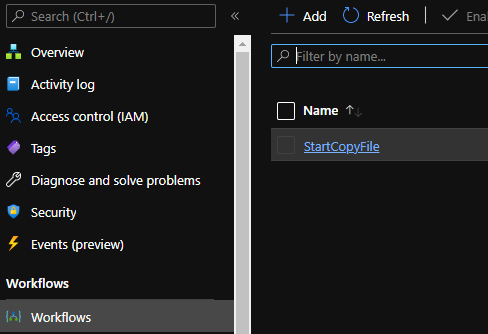 Search (Ctrl+/)
Overview
Activity log
Access control (IAM)
Tags
Diagnose and solve problems
Security
Events (preview)
Workflows
Workflows
Add
Refresh
Filter by name...
Name
StartCopyFile